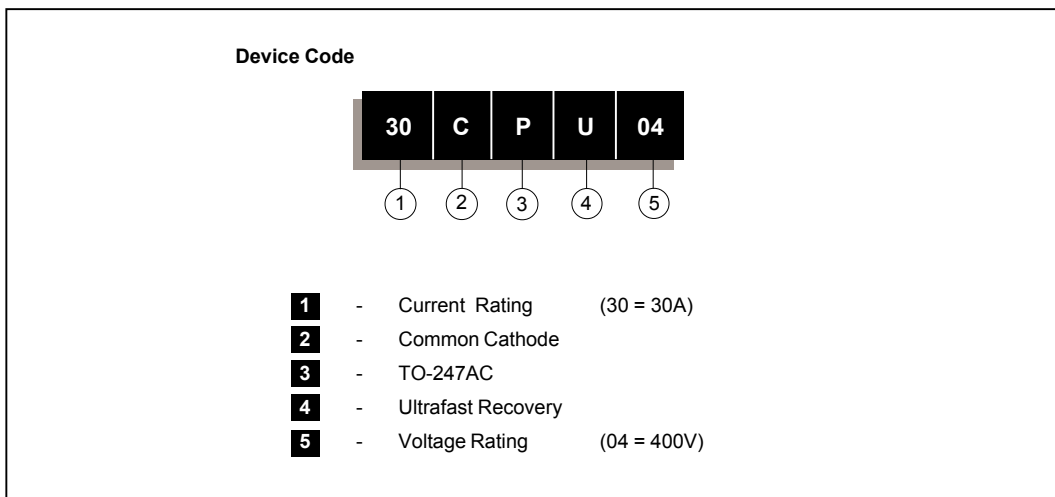 Device Code
30 C P U 04
1 2 3 4 5
1 - Current Rating (30 = 30A)
2 - Common Cathode
3 - TO-247AC
4 - Ultrafast Recovery
5 - Voltage Rating (04 = 400V)